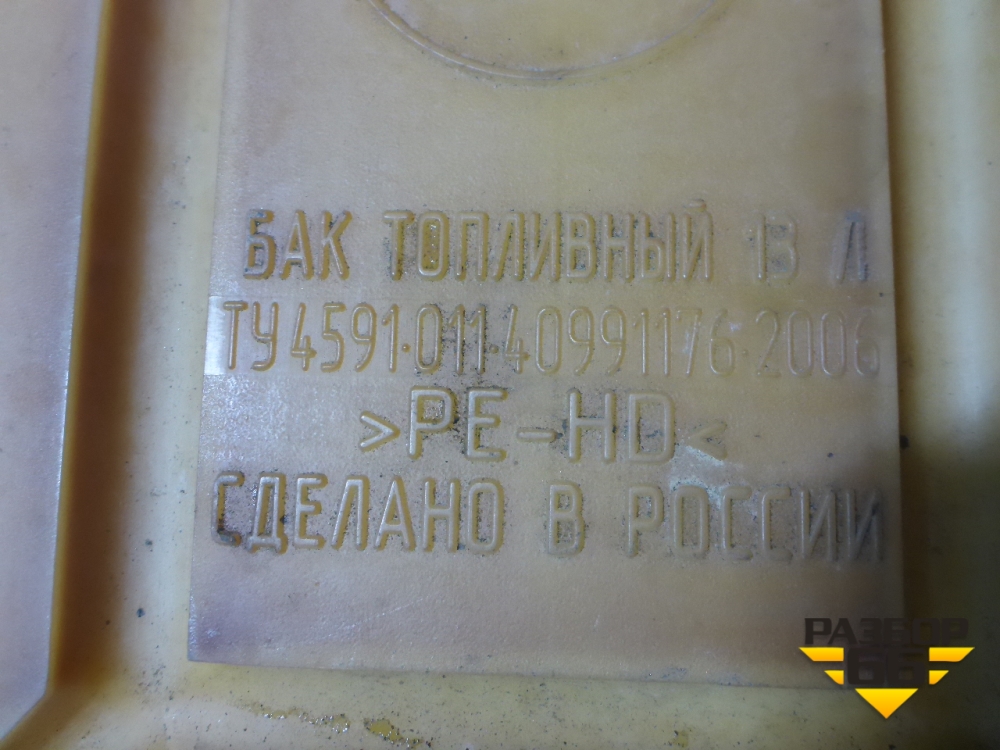 БАК ТОПЛИВНЫЙ 13 Л
ТУ4591-011-40991176-2006
>PE-HD<
СДЕЛАНО В РОССИИ
РАЗБОР
66